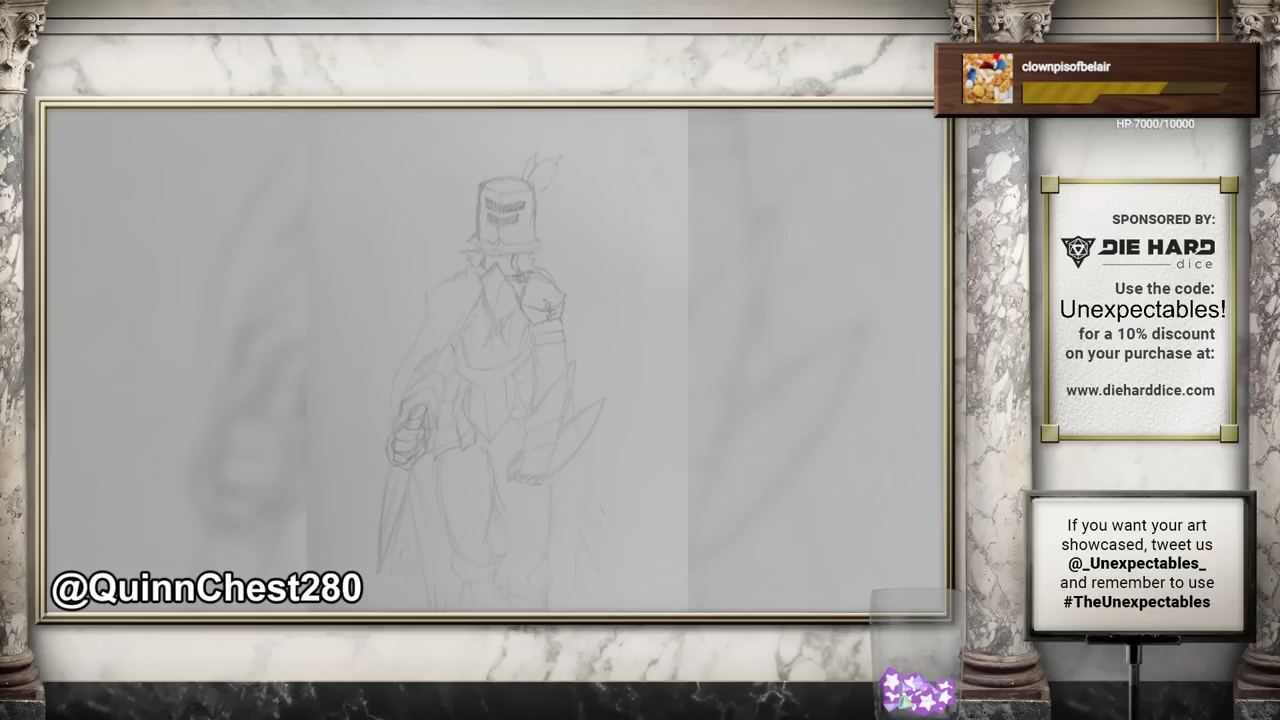 clownpisofbelair
HP 7000/10000
SPONSORED BY:
DIE HARD
dice
Use the code:
Unexpectables!
for a 10% discount
on your purchase at:
www.dieharddice.com
If you want your art
showcased, tweet us
@_Unexpectables_
and remember to use
#TheUnexpectables
@QuinnChest280